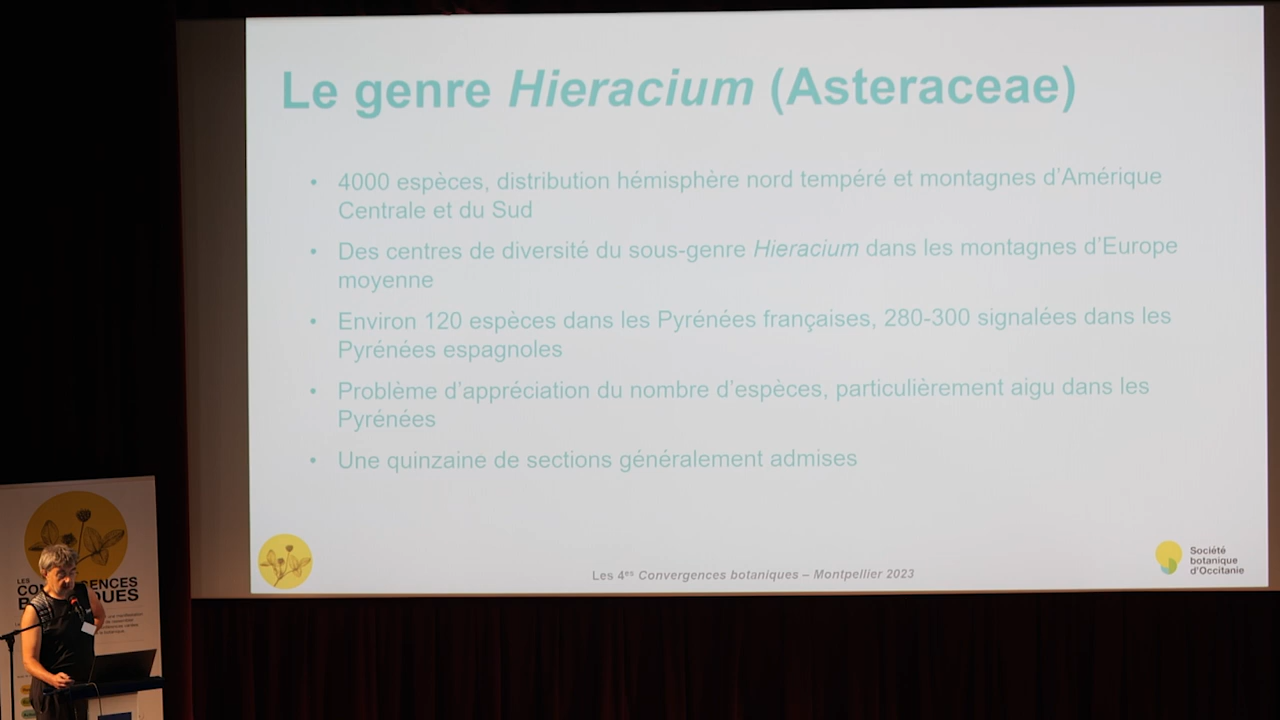 Le genre Hieracium (Asteraceae)
• 4000 espèces, distribution hémisphère nord tempéré et montagnes d'Amérique
Centrale et du Sud
• Des centres de diversité du sous-genre Hieracium dans les montagnes d'Europe
moyenne
• Environ 120 espèces dans les Pyrénées françaises, 280-300 signalées dans les
Pyrénées espagnoles
• Problème d'appréciation du nombre d'espèces, particulièrement aigu dans les
Pyrénées
• Une quinzaine de sections généralement admises
Les 4es Convergences botaniques – Montpellier 2023
Société
botanique
d'Occitanie
LES